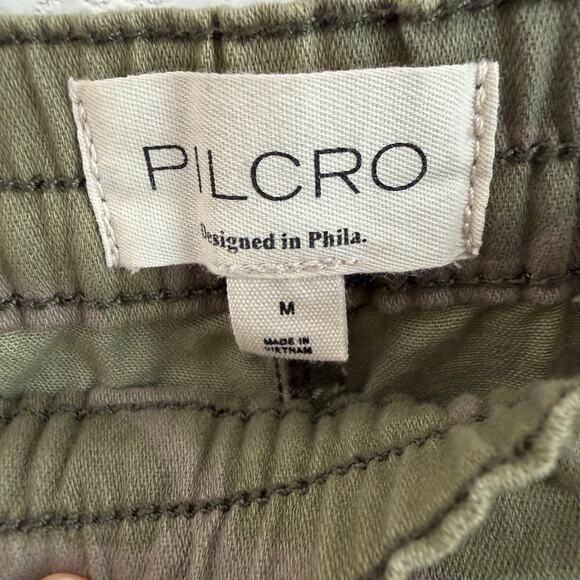 PILCRO
Designed in Phila.
M
MADE IN
VIETNAM